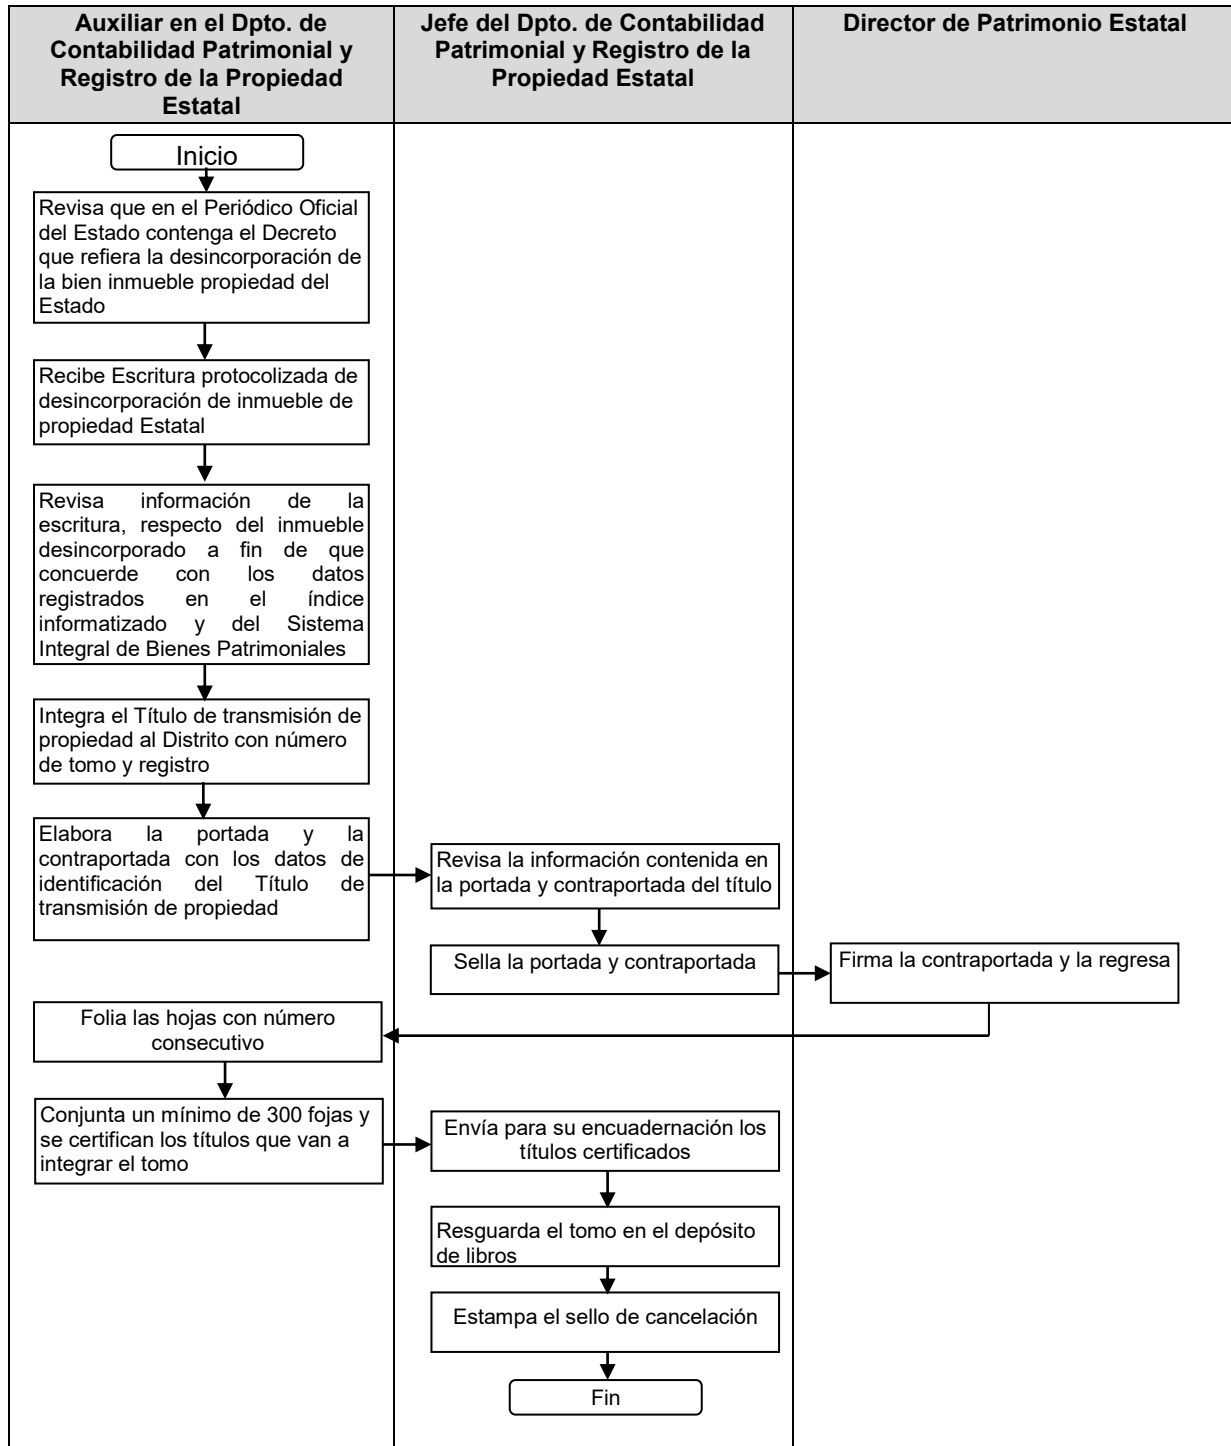 Auxiliar en el Dpto. de
Contabilidad Patrimonial y
Registro de la Propiedad
Estatal
Jefe del Dpto. de Contabilidad
Patrimonial y Registro de la
Propiedad Estatal
Director de Patrimonio Estatal
Inicio
Revisa que en el Periódico Oficial
del Estado contenga el Decreto
que refiera la desincorporación de
la bien inmueble propiedad del
Estado
Recibe Escritura protocolizada de
desincorporación de inmueble de
propiedad Estatal
Revisa información de la
escritura, respecto del inmueble
desincorporado a fin de que
concuerde con los datos
registrados en el índice
informatizado y del Sistema
Integral de Bienes Patrimoniales
Integra el Título de transmisión de
propiedad al Distrito con número
de tomo y registro
Elabora la portada y la
contraportada con los datos de
identificación del Título de
transmisión de propiedad
Revisa la información contenida en
la portada y contraportada del título
Sella la portada y contraportada
Firma la contraportada y la regresa
Folia las hojas con número
consecutivo
Conjunta un mínimo de 300 fojas y
se certifican los títulos que van a
integrar el tomo
Envía para su encuadernación los
títulos certificados
Resguarda el tomo en el depósito
de libros
Estampa el sello de cancelación
Fin